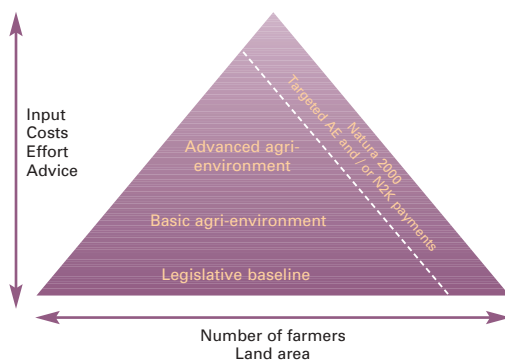 Input
Costs
Effort
Advice
Natura 2000
Targeted AE and / or N2K payments
Advanced agri-
environment
Basic agri-environment
Legislative baseline
Number of farmers
Land area